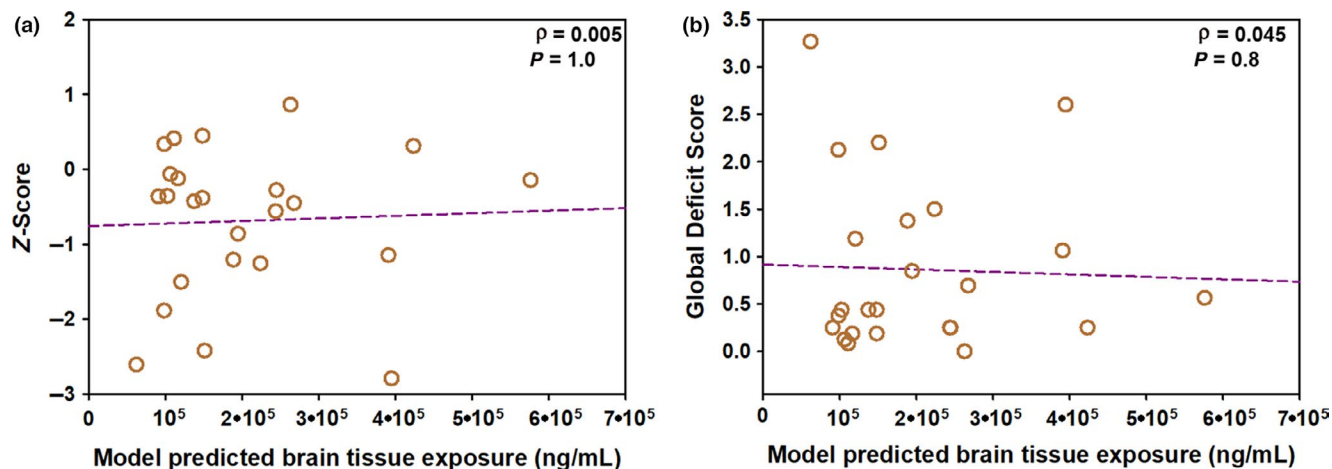 (a)
ρ = 0.005
P = 1.0
2
1
0
–1
–2
–3
Z-Score
0 10⁵ 2•10⁵ 3•10⁵ 4•10⁵ 5•10⁵ 6•10⁵ 7•10⁵
Model predicted brain tissue exposure (ng/mL)
(b)
ρ = 0.045
P = 0.8
3.5
3.0
2.5
2.0
1.5
1.0
0.5
0.0
Global Deficit Score
0 10⁵ 2•10⁵ 3•10⁵ 4•10⁵ 5•10⁵ 6•10⁵ 7•10⁵
Model predicted brain tissue exposure (ng/mL)